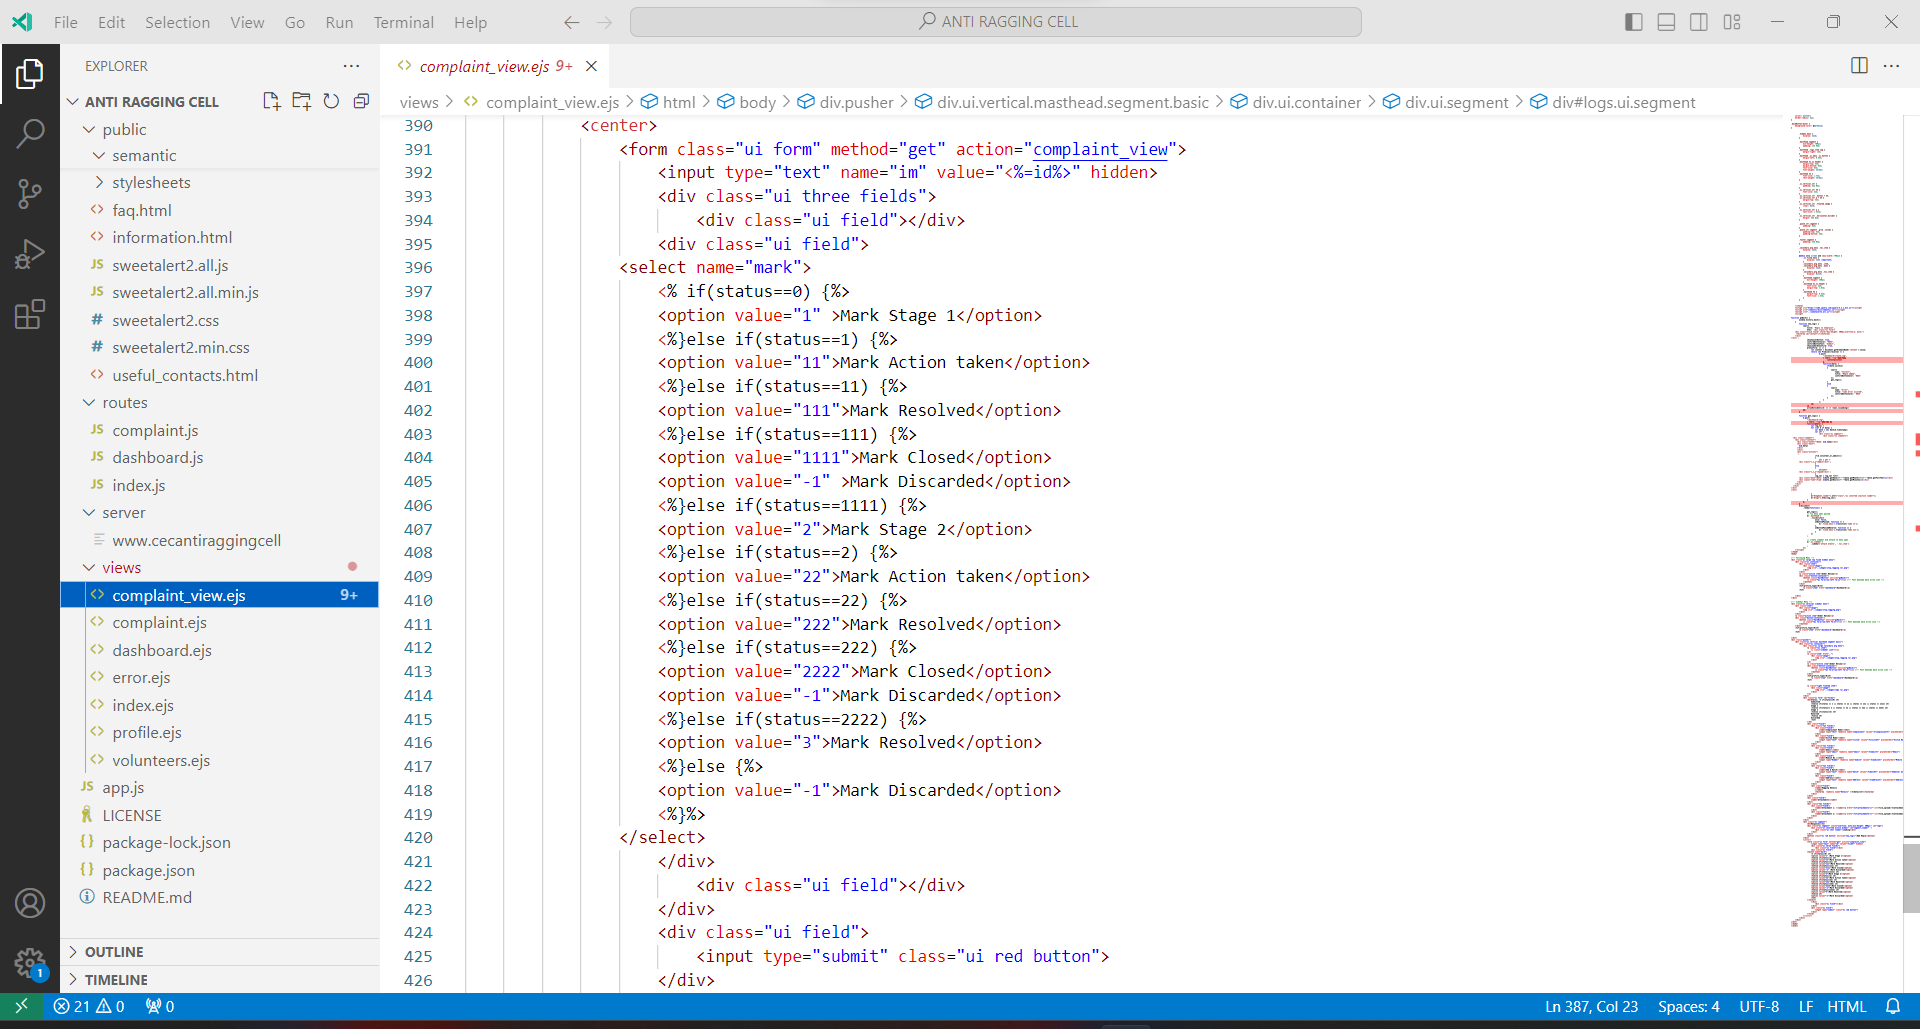 File Edit Selection View Go Run Terminal Help
ANTI RAGGING CELL
EXPLORER
ANTI RAGGING CELL
public
semantic
stylesheets
faq.html
information.html
JS sweetalert2.all.js
JS sweetalert2.all.min.js
# sweetalert2.css
# sweetalert2.min.css
useful_contacts.html
routes
JS complaint.js
JS dashboard.js
JS index.js
server
www.cecantiraggingcell
views
complaint_view.ejs 9+
complaint.ejs
dashboard.ejs
error.ejs
index.ejs
profile.ejs
volunteers.ejs
JS app.js
LICENSE
{} package-lock.json
{} package.json
README.md
OUTLINE
TIMELINE
1
complaint_view.ejs 9+
views > complaint_view.ejs > html > body > div.pusher > div.ui.vertical.masthead.segment.basic > div.ui.container > div.ui.segment > div#logs.ui.segment
390 <center>
391 <form class="ui form" method="get" action="complaint_view">
392 <input type="text" name="im" value="<%=id%>" hidden>
393 <div class="ui three fields">
394 <div class="ui field"></div>
395 <div class="ui field">
396 <select name="mark">
397 <% if(status==0) {%>
398 <option value="1" >Mark Stage 1</option>
399 <%}else if(status==1) {%>
400 <option value="11">Mark Action taken</option>
401 <%}else if(status==11) {%>
402 <option value="111">Mark Resolved</option>
403 <%}else if(status==111) {%>
404 <option value="1111">Mark Closed</option>
405 <option value="-1" >Mark Discarded</option>
406 <%}else if(status==1111) {%>
407 <option value="2">Mark Stage 2</option>
408 <%}else if(status==2) {%>
409 <option value="22">Mark Action taken</option>
410 <%}else if(status==22) {%>
411 <option value="222">Mark Resolved</option>
412 <%}else if(status==222) {%>
413 <option value="2222">Mark Closed</option>
414 <option value="-1">Mark Discarded</option>
415 <%}else if(status==2222) {%>
416 <option value="3">Mark Resolved</option>
417 <%}else {%>
418 <option value="-1">Mark Discarded</option>
419 <%}%>
420 </select>
421 </div>
422 <div class="ui field"></div>
423 </div>
424 <div class="ui field">
425 <input type="submit" class="ui red button">
426 </div>
21 0 0
Ln 387, Col 23 Spaces: 4 UTF-8 LF HTML